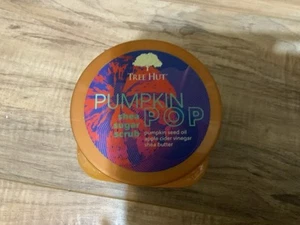 TREE HUT
PUMPKIN
POP
shea
sugar
scrub
pumpkin seed oil
apple cider vinegar
shea butter